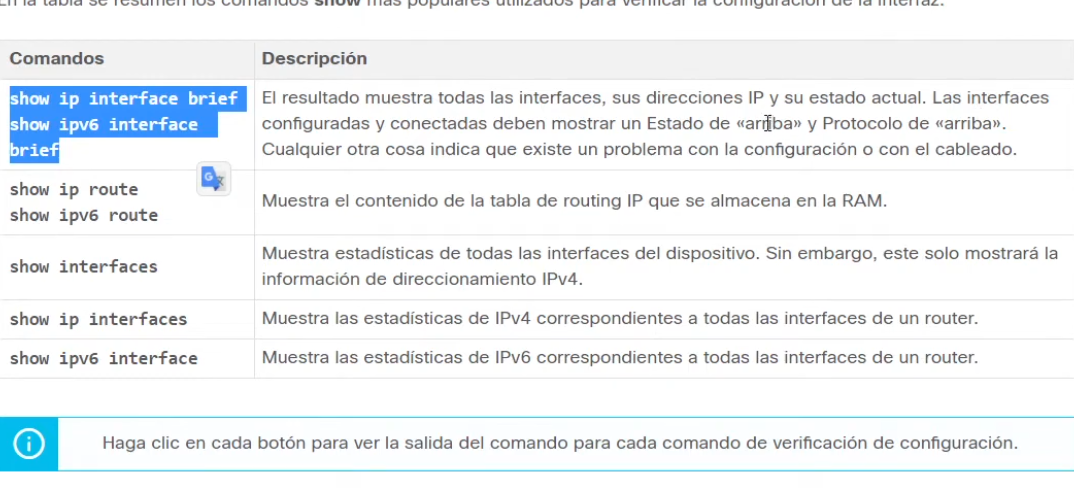 En la tabla se resumen los comandos show más populares utilizados para verificar la configuración de la interfaz.
Comandos
Descripción
show ip interface brief
show ipv6 interface
brief
El resultado muestra todas las interfaces, sus direcciones IP y su estado actual. Las interfaces
configuradas y conectadas deben mostrar un Estado de «arriba» y Protocolo de «arriba».
Cualquier otra cosa indica que existe un problema con la configuración o con el cableado.
show ip route
show ipv6 route
Muestra el contenido de la tabla de routing IP que se almacena en la RAM.
show interfaces
Muestra estadísticas de todas las interfaces del dispositivo. Sin embargo, este solo mostrará la
información de direccionamiento IPv4.
show ip interfaces
Muestra las estadísticas de IPv4 correspondientes a todas las interfaces de un router.
show ipv6 interface
Muestra las estadísticas de IPv6 correspondientes a todas las interfaces de un router.
Haga clic en cada botón para ver la salida del comando para cada comando de verificación de configuración.